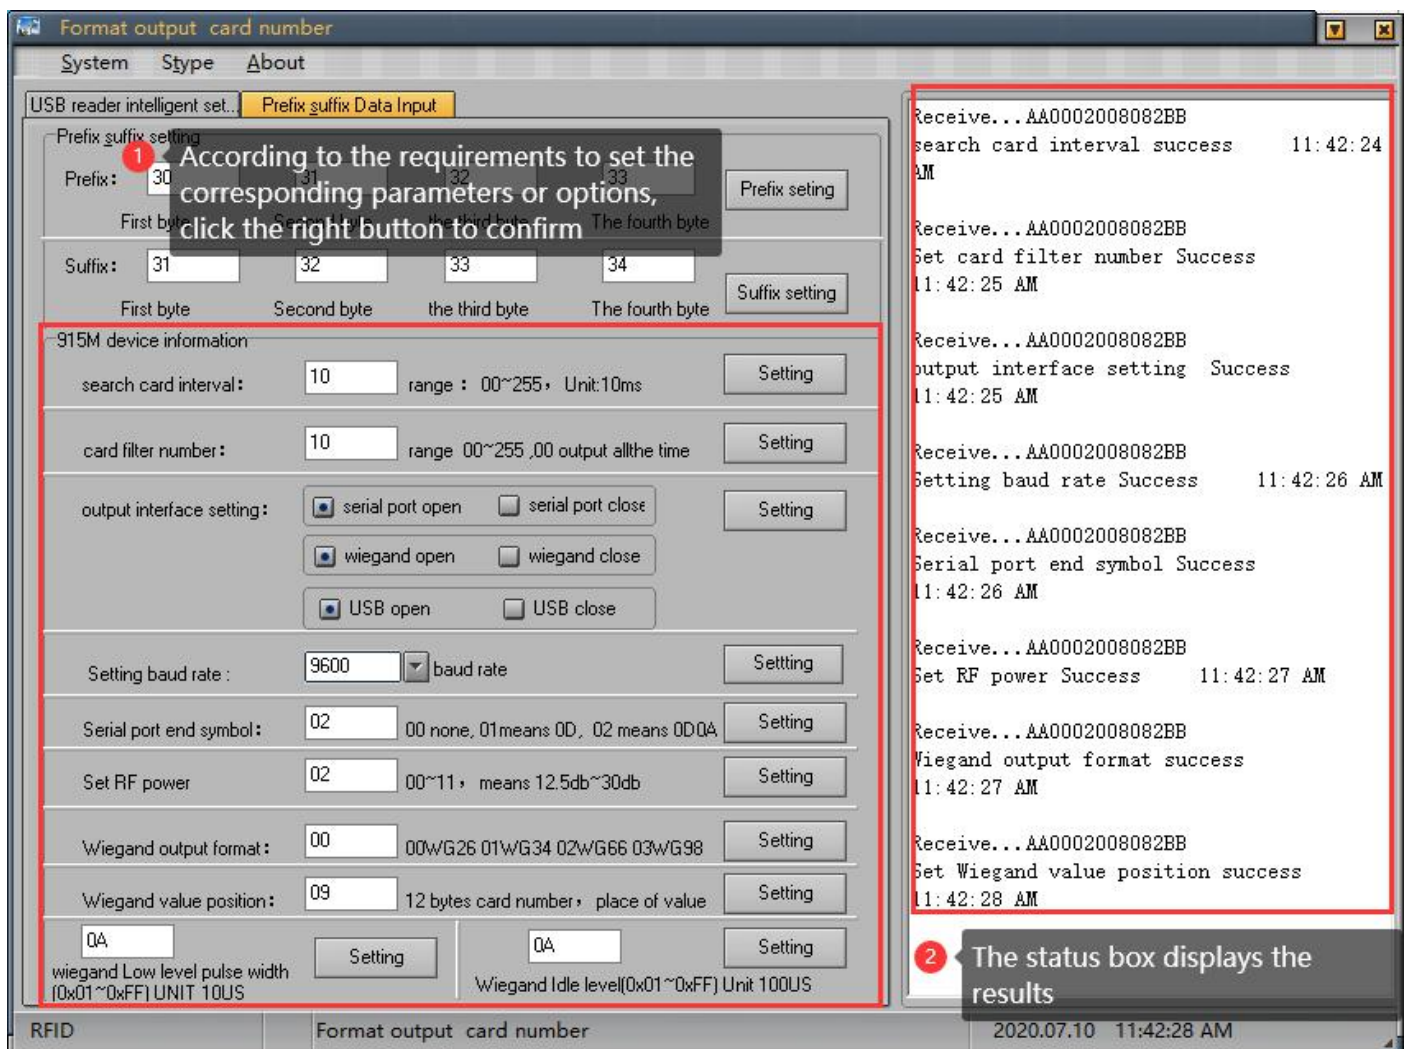 Format output  card number
System Stype About
USB reader intelligent set... Prefix suffix Data Input
Prefix suffix setting
1 According to the requirements to set the
corresponding parameters or options,
click the right button to confirm
Prefix: 30 31 32 33 Prefix seting
First byte Second byte the third byte The fourth byte
Suffix: 31 32 33 34 Suffix setting
First byte Second byte the third byte The fourth byte
915M device information
search card interval: 10 range : 00~255, Unit:10ms Setting
card filter number: 10 range 00~255 ,00 output allthe time Setting
output interface setting: serial port open serial port close Setting
wiegand open wiegand close
USB open USB close
Setting baud rate : 9600 baud rate Settting
Serial port end symbol: 02 00 none, 01means 0D, 02 means 0D0A Setting
Set RF power 02 00~11, means 12.5db~30db Setting
Wiegand output format: 00 00WG26 01WG34 02WG66 03WG98 Setting
Wiegand value position: 09 12 bytes card number, place of value Setting
0A Setting 0A Setting
wiegand Low level pulse width
(0x01~0xFF) UNIT 10US
Wiegand Idle level(0x01~0xFF) Unit 100US
Receive...AA0002008082BB
search card interval success 11:42:24
AM
Receive...AA0002008082BB
Set card filter number Success
11:42:25 AM
Receive...AA0002008082BB
output interface setting  Success
11:42:25 AM
Receive...AA0002008082BB
Setting baud rate Success 11:42:26 AM
Receive...AA0002008082BB
Serial port end symbol Success
11:42:26 AM
Receive...AA0002008082BB
Set RF power Success 11:42:27 AM
Receive...AA0002008082BB
Wiegand output format success
11:42:27 AM
Receive...AA0002008082BB
Set Wiegand value position success
11:42:28 AM
2 The status box displays the
results
RFID Format output  card number 2020.07.10 11:42:28 AM